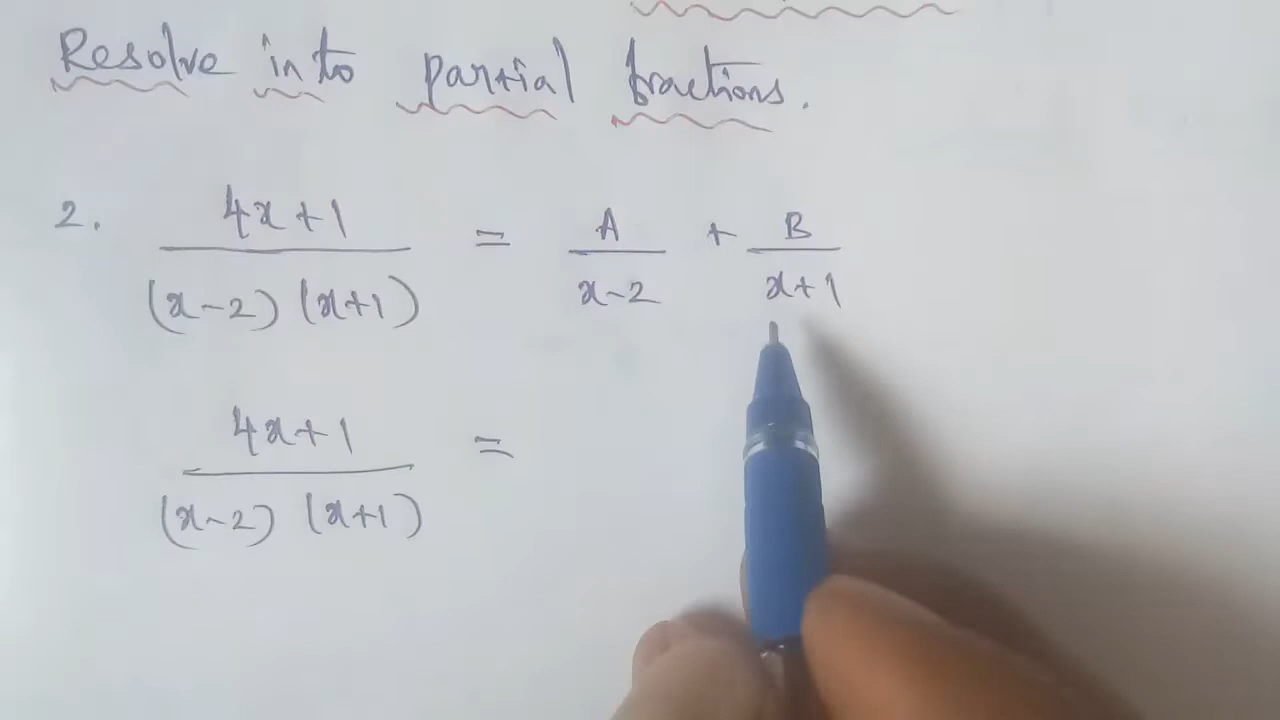 Resolve into partial fractions.
2. (4x+1)/((x-2)(x+1)) = A/(x-2) + B/(x+1)
(4x+1)/((x-2)(x+1)) =